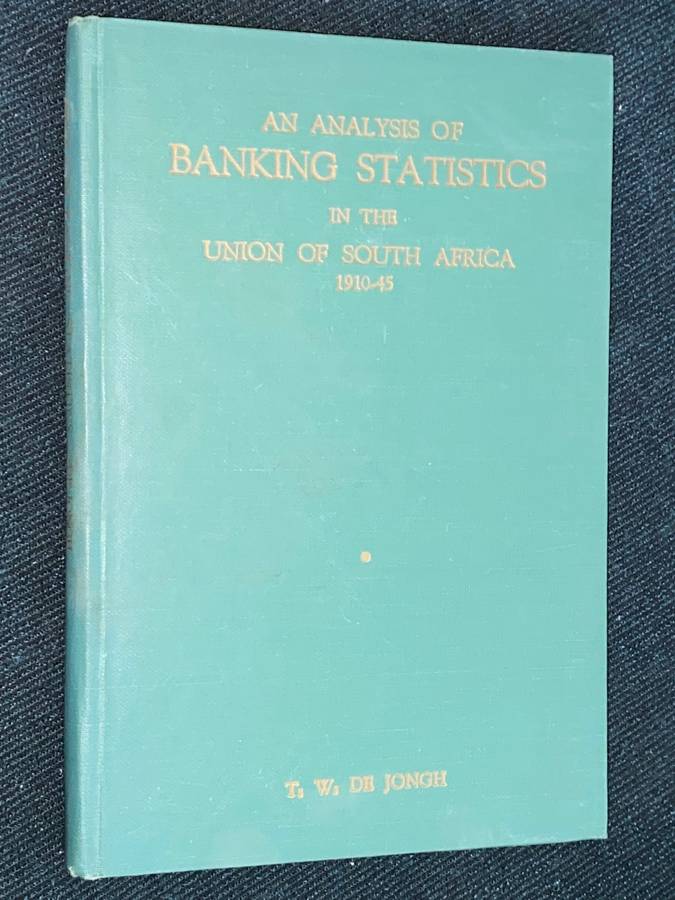 AN ANALYSIS OF
BANKING STATISTICS
IN THE
UNION OF SOUTH AFRICA
1910-45
T. W. DE JONGH